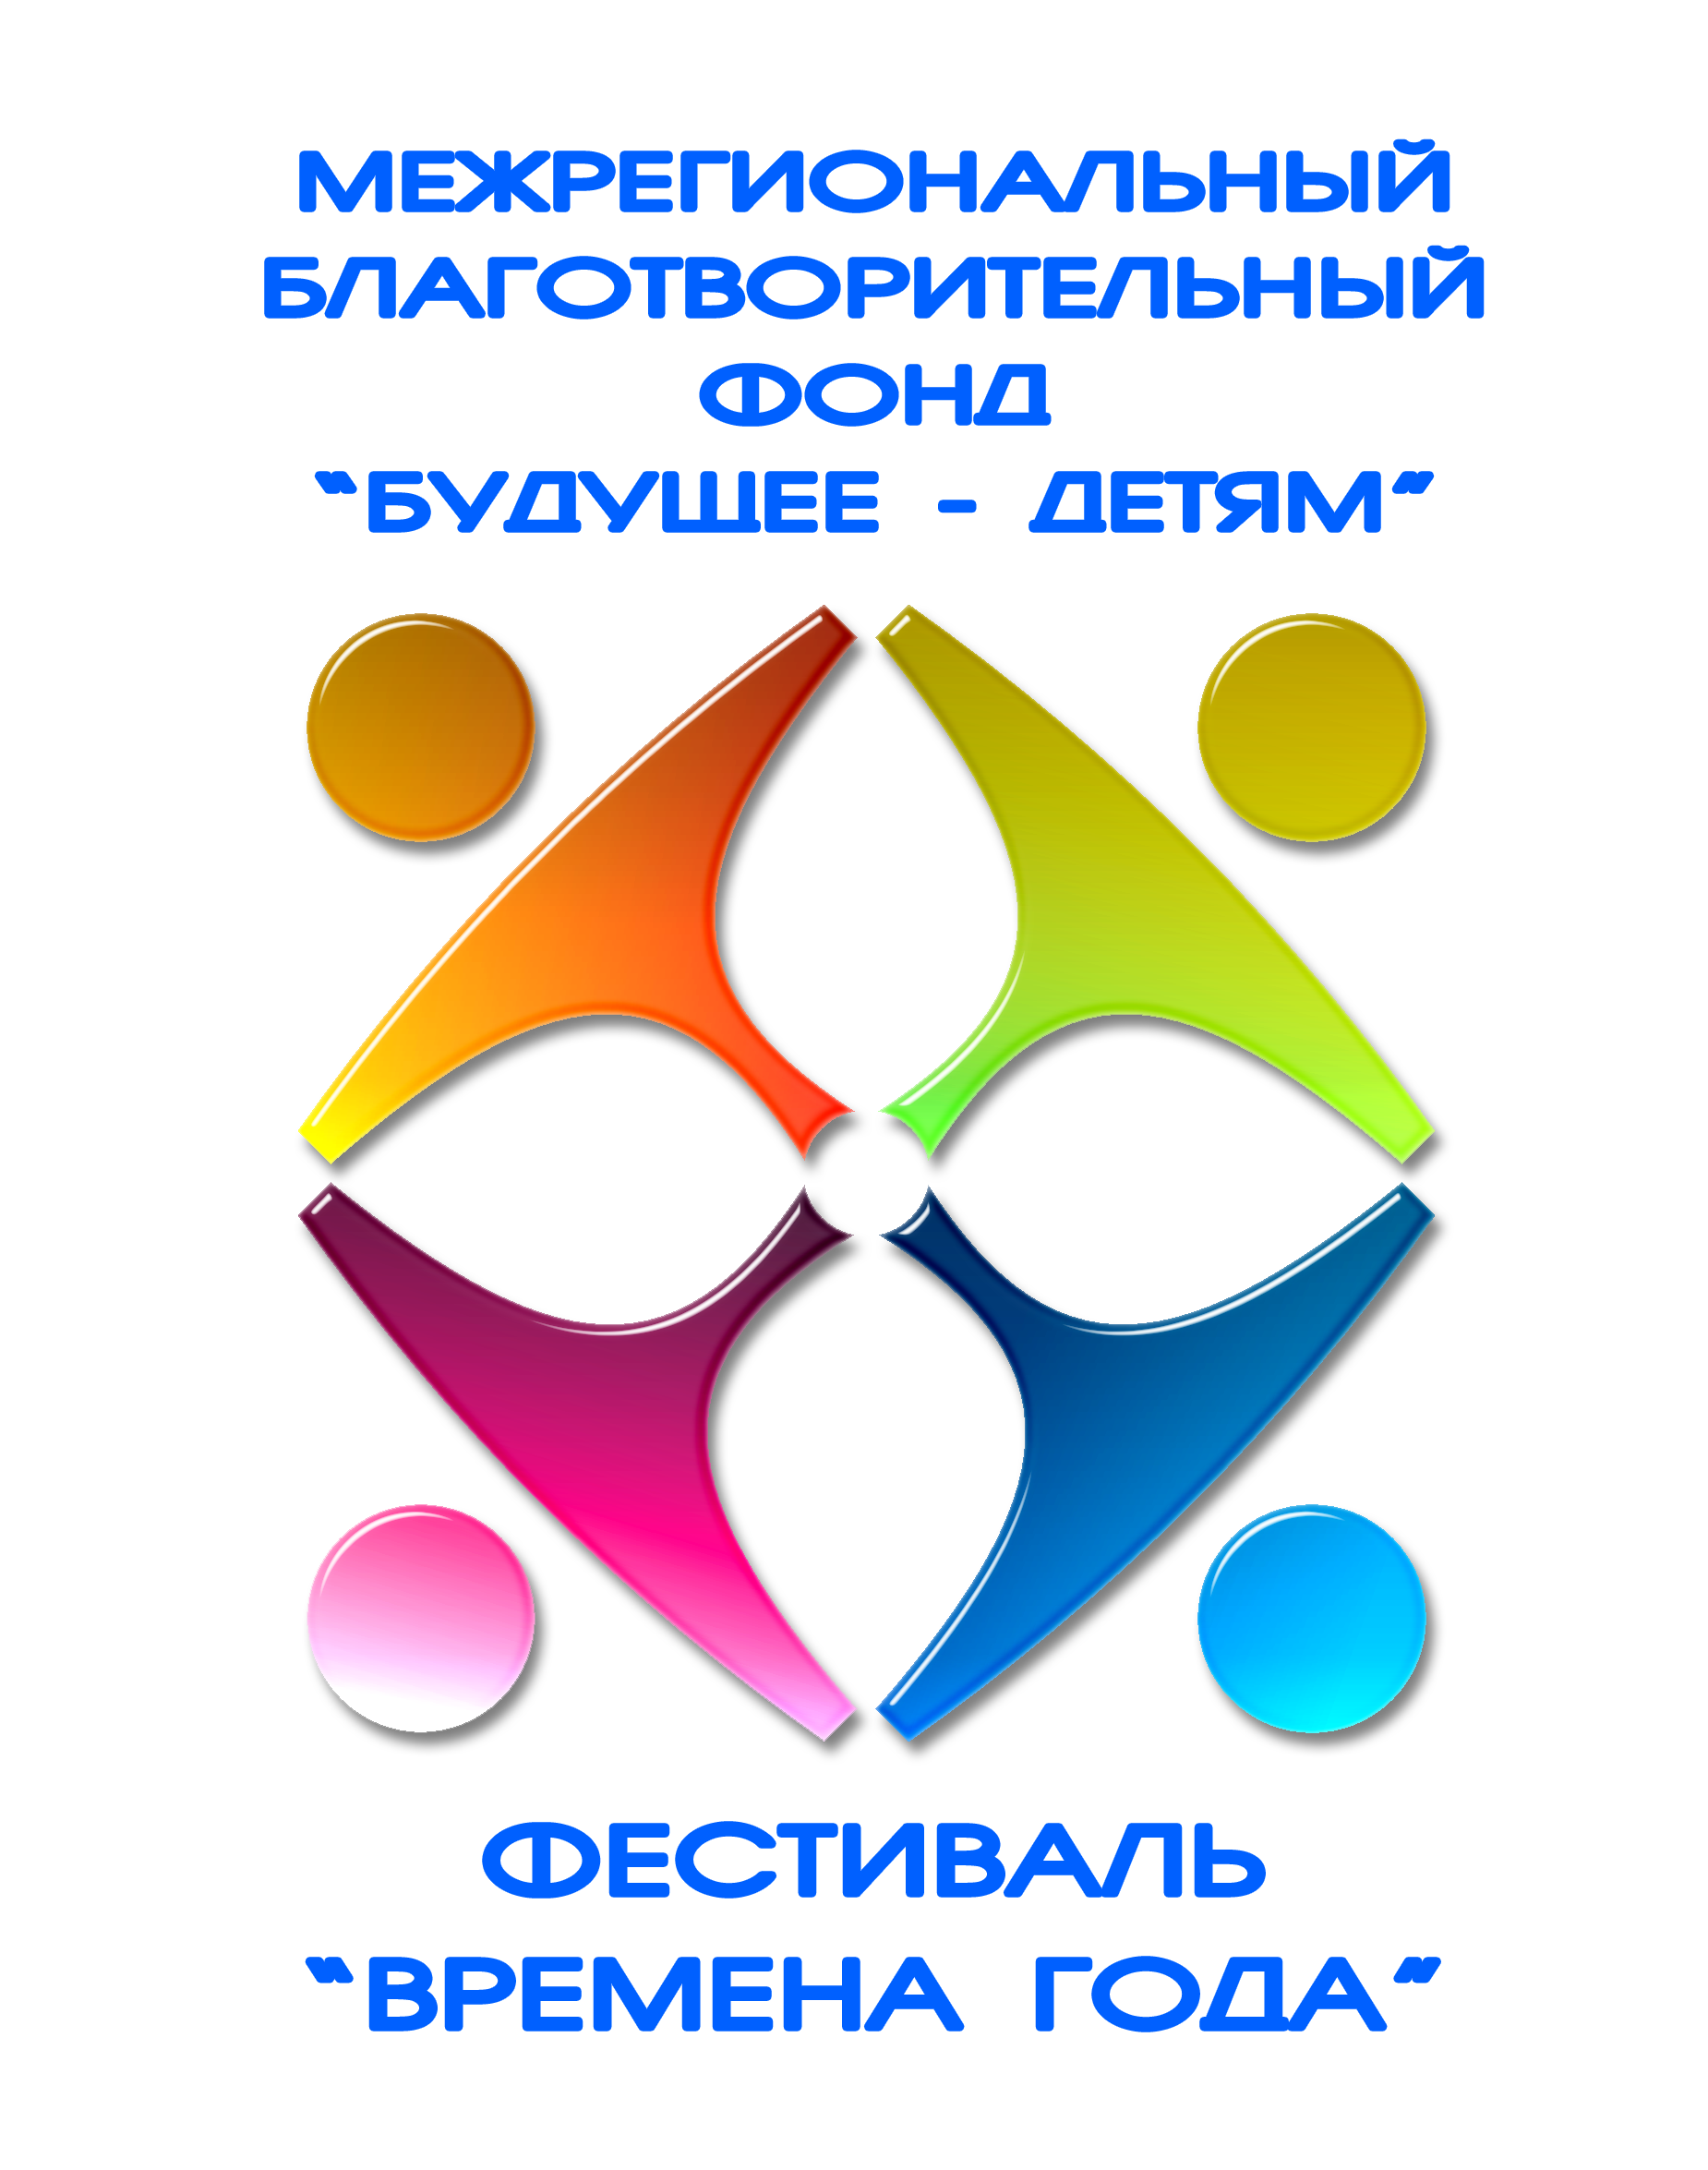 МЕЖРЕГИОНАЛЬНЫЙ
БЛАГОТВОРИТЕЛЬНЫЙ
ФОНД
"БУДУЩЕЕ - ДЕТЯМ"
ФЕСТИВАЛЬ
"ВРЕМЕНА ГОДА"